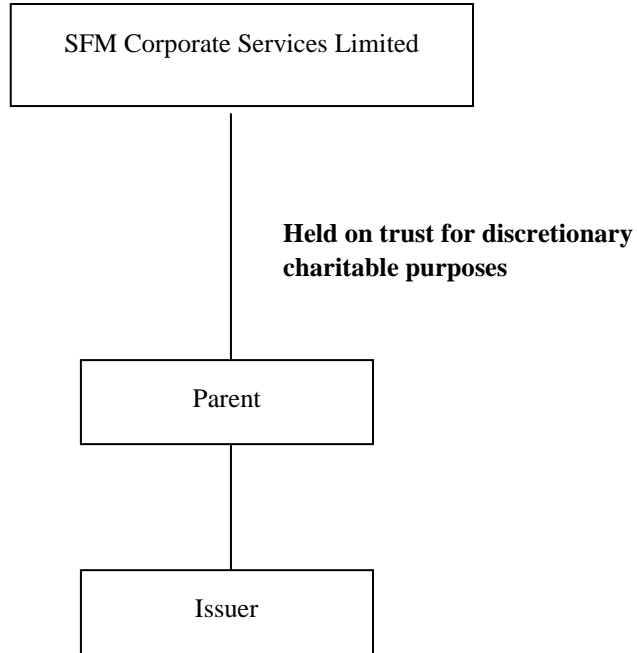 SFM Corporate Services Limited
Held on trust for discretionary
charitable purposes
Parent
Issuer